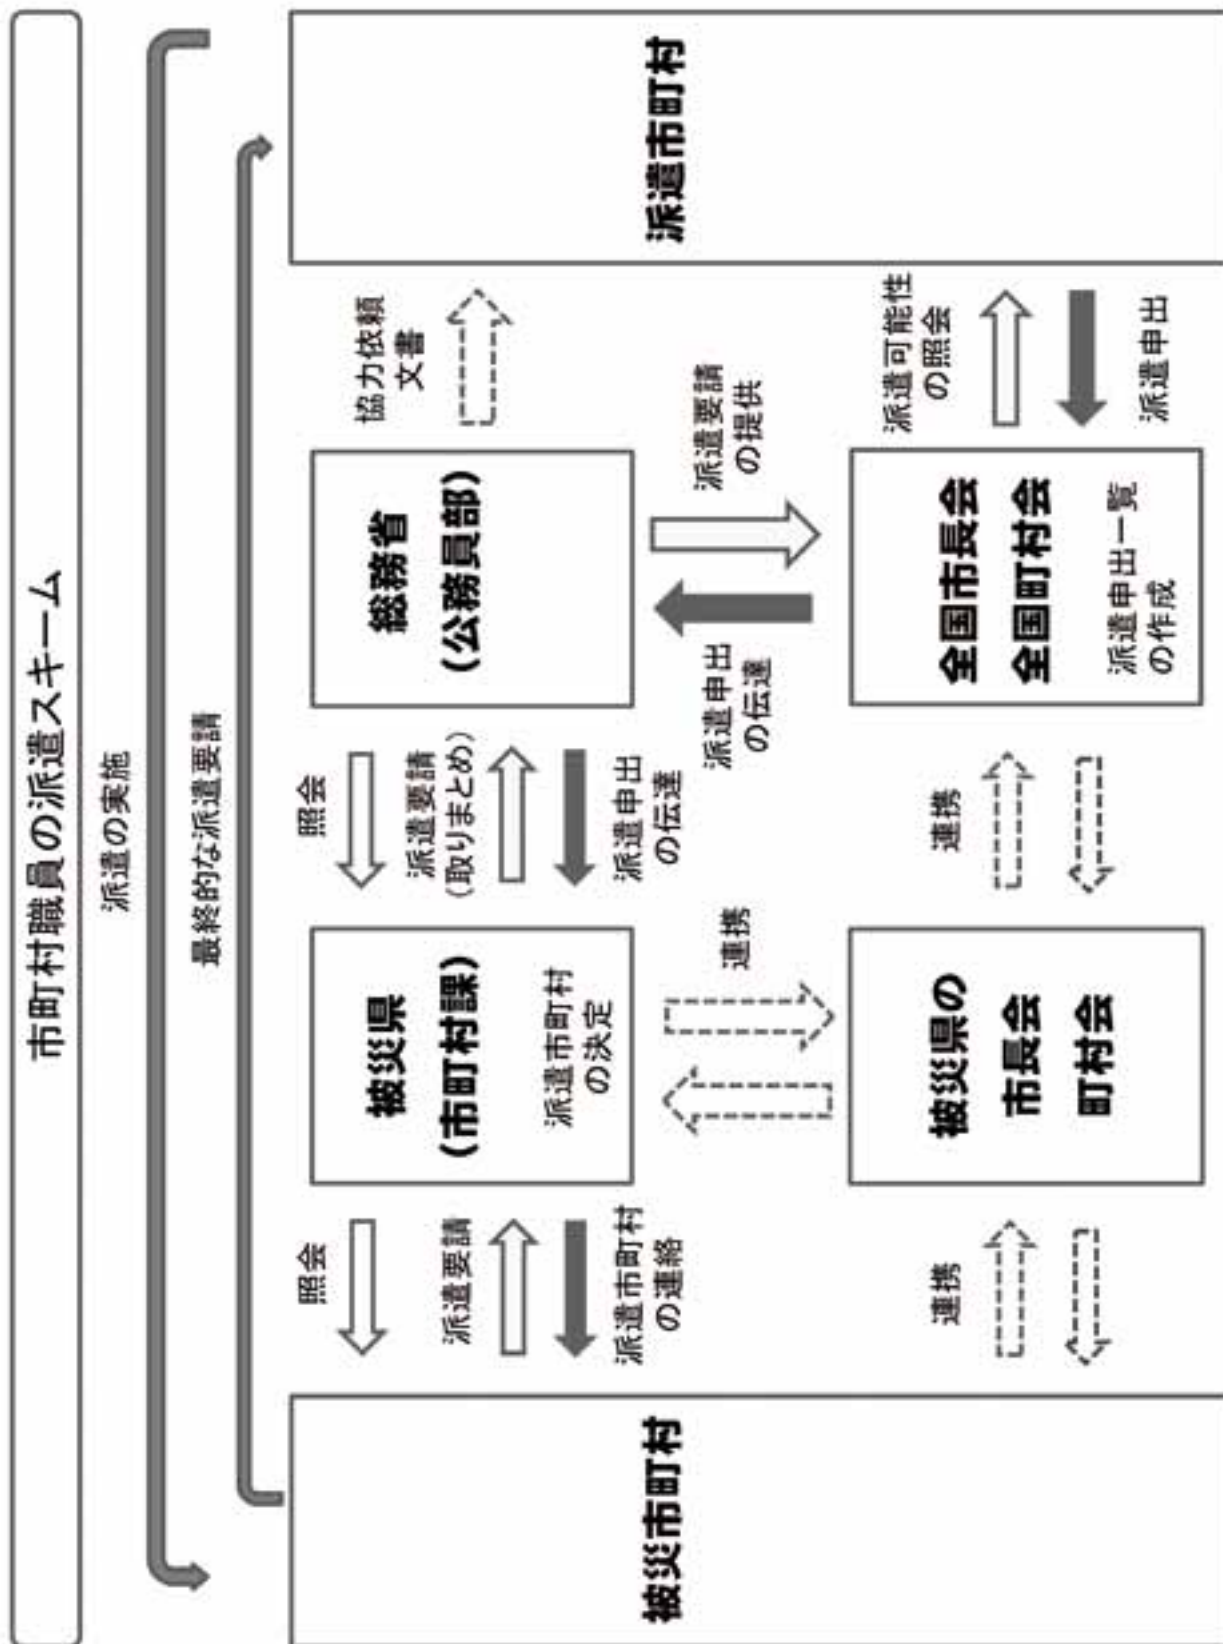 市町村職員の派遣スキーム
派遣の実施
最終的な派遣要請
被災市町村
照会
派遣要請
派遣市町村
の連絡
連携
被災県
(市町村課)
派遣市町村
の決定
連携
被災県の
市長会
町村会
照会
派遣要請
(取りまとめ)
派遣申出
の伝達
連携
総務省
(公務員部)
派遣申出
の伝達
派遣要請
の提供
全国市長会
全国町村会
派遣申出一覧
の作成
協力依頼
文書
派遣可能性
の照会
派遣申出
派遣市町村